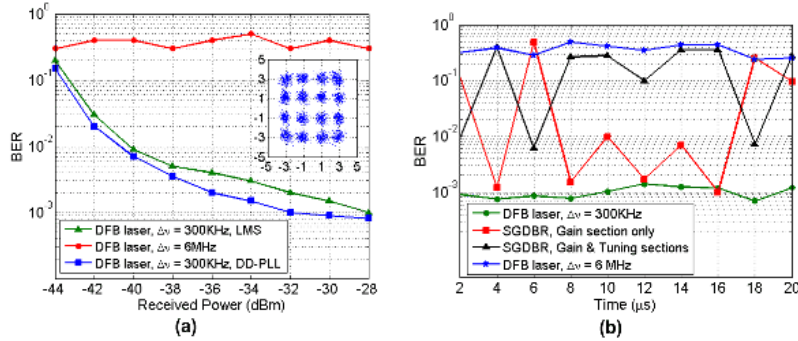 (a)
(b)
10^0
10^-1
10^-2
10^-3
BER
5
3
1
-1
-3
-5
-5 -3 -1 1 3 5
DFB laser, Δν = 300KHz, LMS
DFB laser, Δν = 6MHz
DFB laser, Δν = 300KHz, DD-PLL
-44 -42 -40 -38 -36 -34 -32 -30 -28
Received Power (dBm)
(a)
10^0
10^-1
10^-2
10^-3
BER
DFB laser, Δν = 300KHz
SGDBR, Gain section only
SGDBR, Gain & Tuning sections
DFB laser, Δν = 6 MHz
2 4 6 8 10 12 14 16 18 20
Time (μs)
(b)